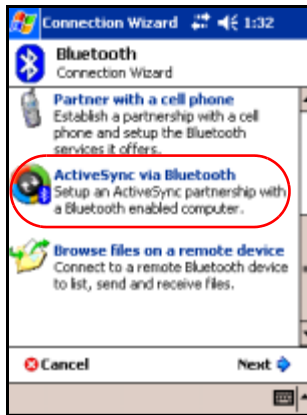 Connection Wizard 1:32
Bluetooth
Connection Wizard
Partner with a cell phone
Establish a partnership with a cell
phone and setup the Bluetooth
services it offers.
ActiveSync via Bluetooth
Setup an ActiveSync partnership with
a Bluetooth enabled computer.
Browse files on a remote device
Connect to a remote Bluetooth device
to list, send and receive files.
Cancel Next